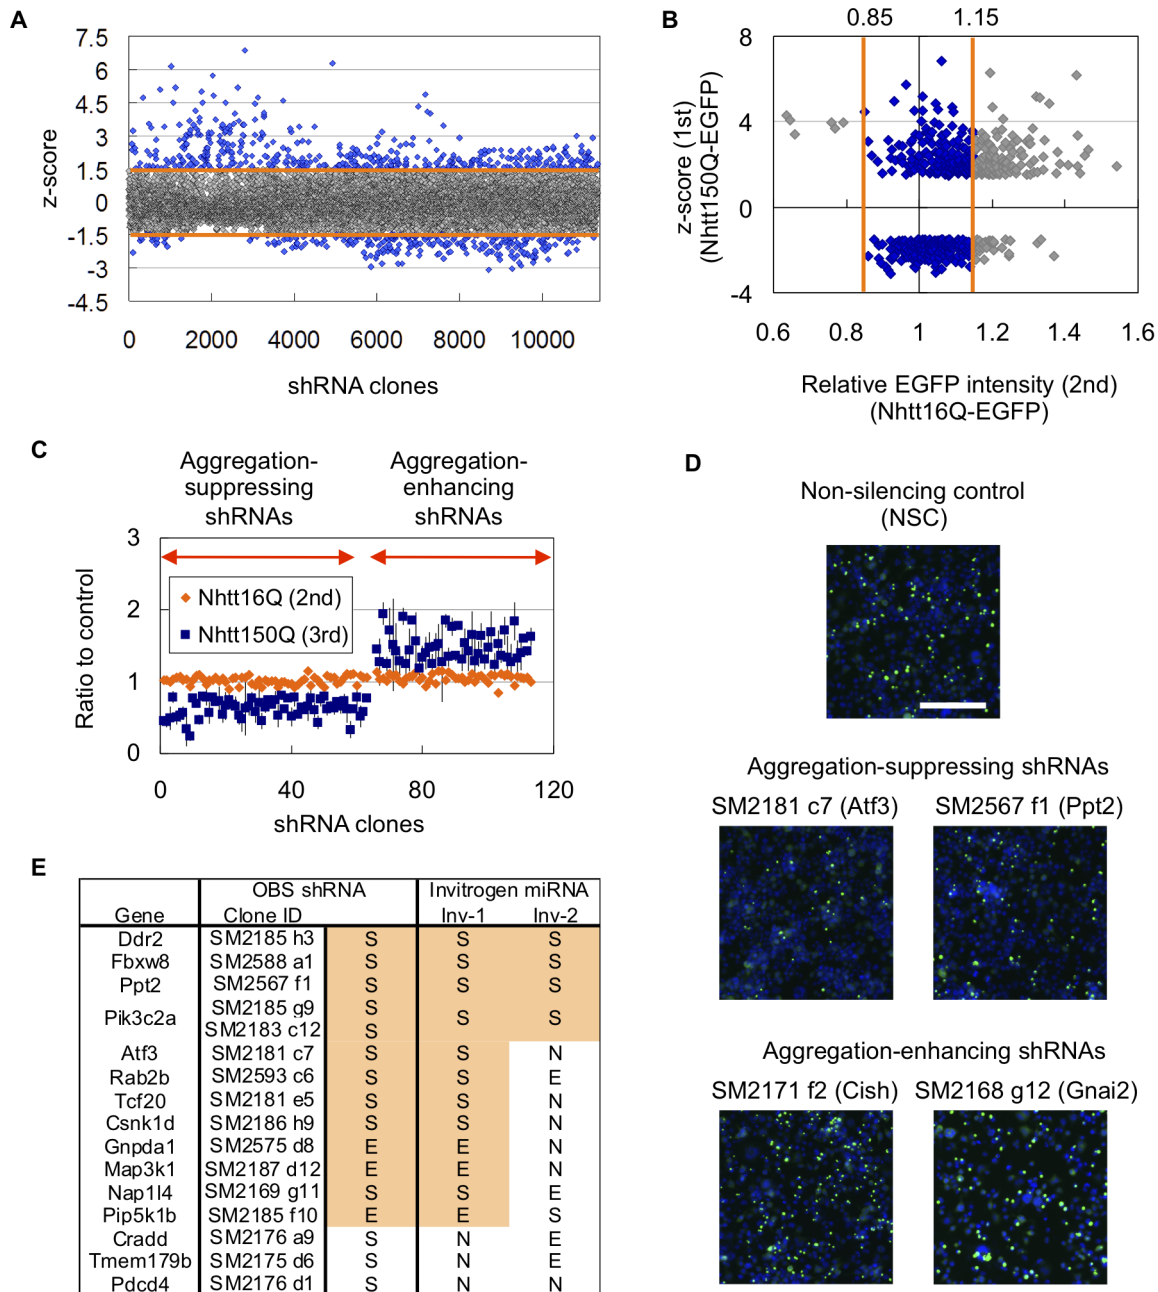 A
7.5
6
4.5
3
1.5
0
-1.5
-3
-4.5
z-score
0 2000 4000 6000 8000 10000
shRNA clones
B
0.85 1.15
8
4
0
-4
z-score (1st)
(Nhtt150Q-EGFP)
0.6 0.8 1 1.2 1.4 1.6
Relative EGFP intensity (2nd)
(Nhtt16Q-EGFP)
C
Aggregation-
suppressing
shRNAs
Aggregation-
enhancing
shRNAs
3
2
1
0
Ratio to control
Nhtt16Q (2nd)
Nhtt150Q (3rd)
0 40 80 120
shRNA clones
D
Non-silencing control
(NSC)
Aggregation-suppressing shRNAs
SM2181 c7 (Atf3) SM2567 f1 (Ppt2)
Aggregation-enhancing shRNAs
SM2171 f2 (Cish) SM2168 g12 (Gnai2)
E
OBS shRNA Invitrogen miRNA
Gene Clone ID Inv-1 Inv-2
Ddr2 SM2185 h3 S S S
Fbxw8 SM2588 a1 S S S
Ppt2 SM2567 f1 S S S
Pik3c2a SM2185 g9 S S S
SM2183 c12 S
Atf3 SM2181 c7 S S N
Rab2b SM2593 c6 S S E
Tcf20 SM2181 e5 S S N
Csnk1d SM2186 h9 S S N
Gnpda1 SM2575 d8 E E N
Map3k1 SM2187 d12 E E N
Nap1l4 SM2169 g11 S S E
Pip5k1b SM2185 f10 E E S
Cradd SM2176 a9 S N E
Tmem179b SM2175 d6 S N E
Pdcd4 SM2176 d1 S N N